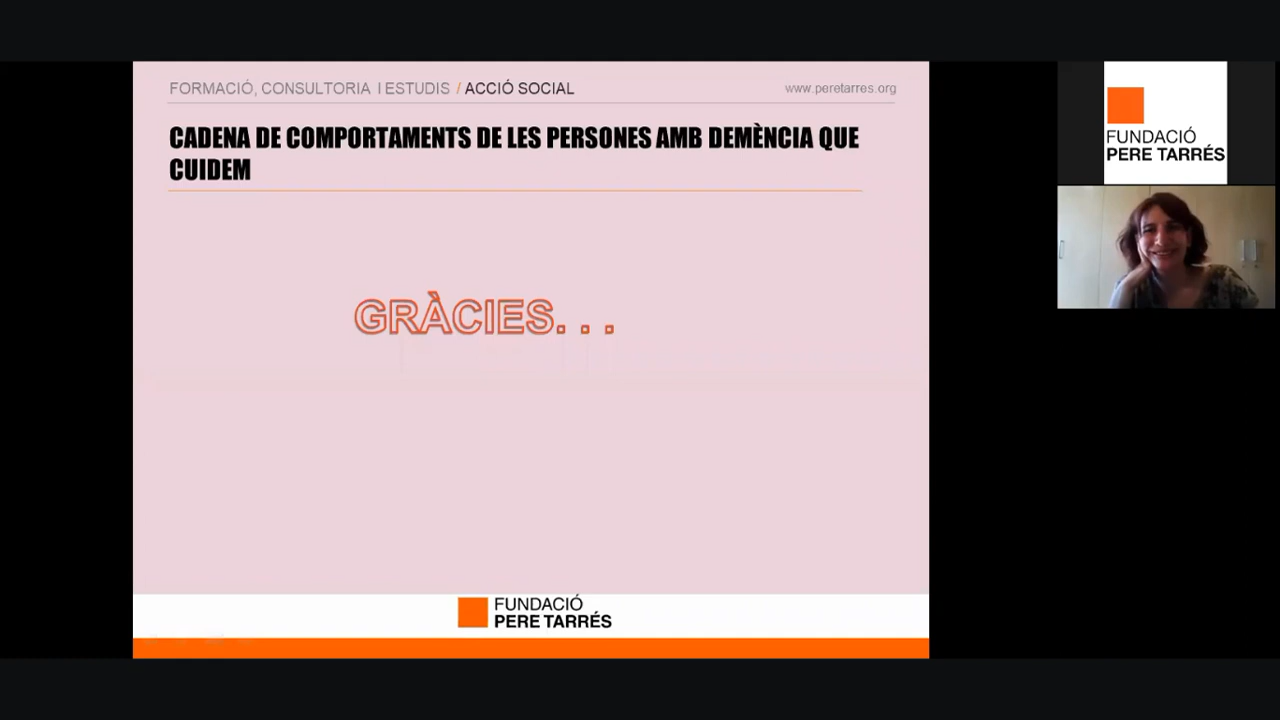 FORMACIÓ, CONSULTORIA I ESTUDIS / ACCIÓ SOCIAL
www.peretarres.org
CADENA DE COMPORTAMENTS DE LES PERSONES AMB DEMÈNCIA QUE
CUIDEM
GRÀCIES. . .
FUNDACIÓ
PERE TARRÉS
FUNDACIÓ
PERE TARRÉS